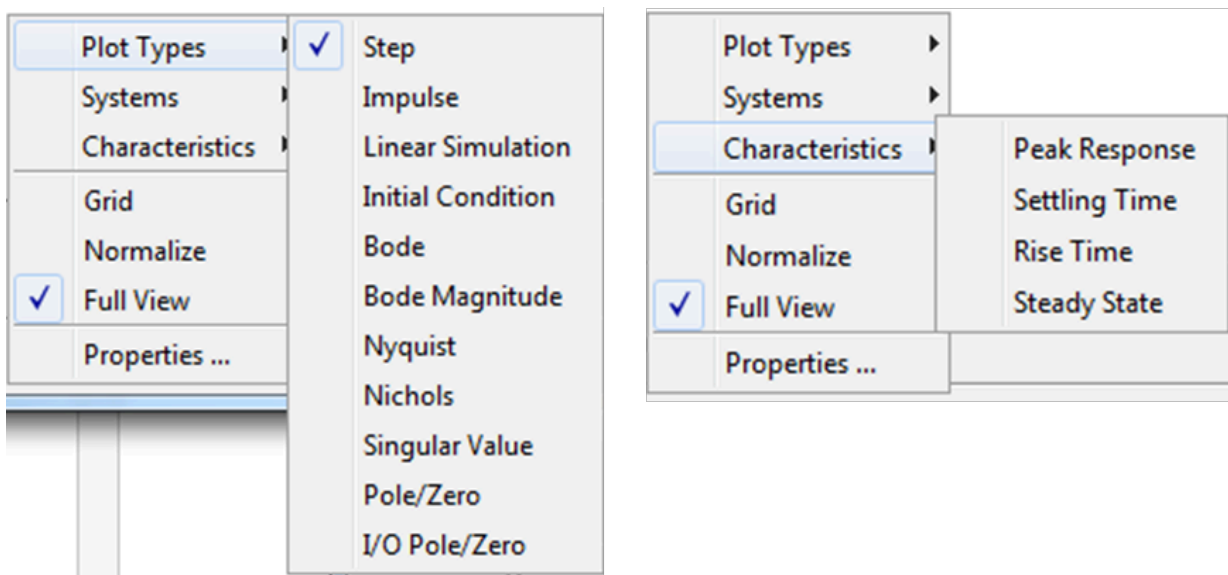 Plot Types
Systems
Characteristics
Grid
Normalize
Full View
Properties ...
Step
Impulse
Linear Simulation
Initial Condition
Bode
Bode Magnitude
Nyquist
Nichols
Singular Value
Pole/Zero
I/O Pole/Zero
Plot Types
Systems
Characteristics
Grid
Normalize
Full View
Properties ...
Peak Response
Settling Time
Rise Time
Steady State